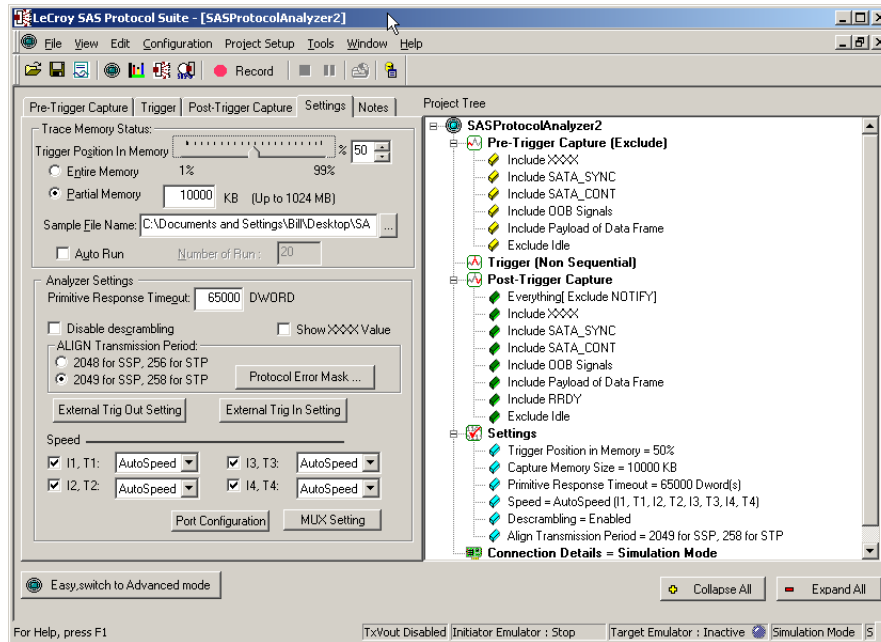 LeCroy SAS Protocol Suite - [SASProtocolAnalyzer2]
File View Edit Configuration Project Setup Tools Window Help
Record
Pre-Trigger Capture Trigger Post-Trigger Capture Settings Notes
Trace Memory Status:
Trigger Position In Memory % 50
Entire Memory 1% 99%
Partial Memory 10000 KB (Up to 1024 MB)
Sample File Name: C:\Documents and Settings\Bill\Desktop\SA ...
Auto Run Number of Run : 20
Analyzer Settings
Primitive Response Timeout: 65000 DWORD
Disable descrambling Show XXXX Value
ALIGN Transmission Period:
2048 for SSP, 256 for STP
2049 for SSP, 258 for STP Protocol Error Mask ...
External Trig Out Setting External Trig In Setting
Speed
I1, T1: AutoSpeed I3, T3: AutoSpeed
I2, T2: AutoSpeed I4, T4: AutoSpeed
Port Configuration MUX Setting
Easy,switch to Advanced mode
Project Tree
SASProtocolAnalyzer2
Pre-Trigger Capture (Exclude)
Include XXXX
Include SATA_SYNC
Include SATA_CONT
Include OOB Signals
Include Payload of Data Frame
Exclude Idle
Trigger (Non Sequential)
Post-Trigger Capture
Everything[ Exclude NOTIFY]
Include XXXX
Include SATA_SYNC
Include SATA_CONT
Include OOB Signals
Include Payload of Data Frame
Include RRDY
Exclude Idle
Settings
Trigger Position in Memory = 50%
Capture Memory Size = 10000 KB
Primitive Response Timeout = 65000 Dword(s)
Speed = AutoSpeed (I1, T1, I2, T2, I3, T3, I4, T4)
Descrambling = Enabled
Align Transmission Period = 2049 for SSP, 258 for STP
Connection Details = Simulation Mode
Collapse All Expand All
For Help, press F1 TxVout Disabled Initiator Emulator : Stop Target Emulator : Inactive Simulation Mode S